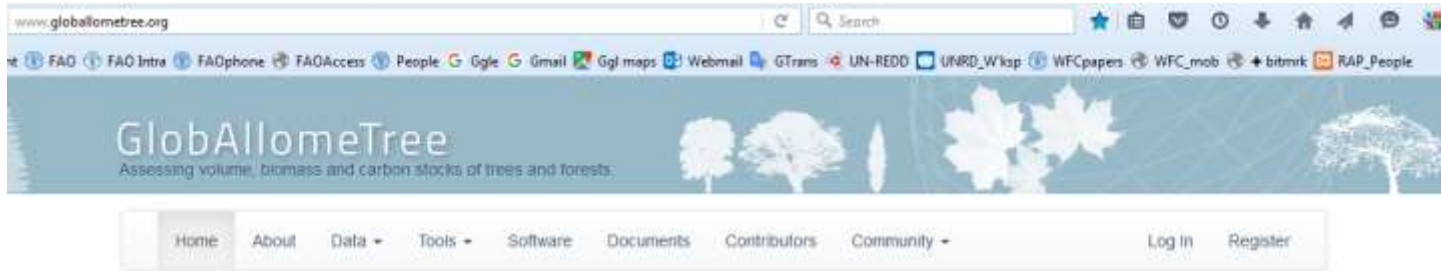 www.globallometree.org Search
FAO FAO Intra FAOphone FAOAccess People Ggle Gmail Ggl maps Webmail GTrans UN-REDD UNRD_W'ksp WFCpapers WFC_mob + bitmrk RAP_People
GlobAllomeTree
Assessing volume, biomass and carbon stocks of trees and forests.
Home About Data Tools Software Documents Contributors Community Log In Register